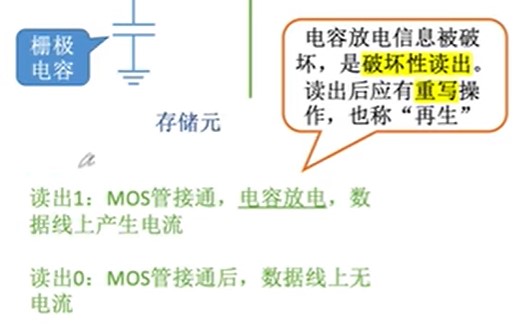 栅极
电容
存储元
电容放电信息被破
坏，是破坏性读出。
读出后应有重写操
作，也称“再生”
读出1：MOS管接通，电容放电，数
据线上产生电流
读出0：MOS管接通后，数据线上无
电流